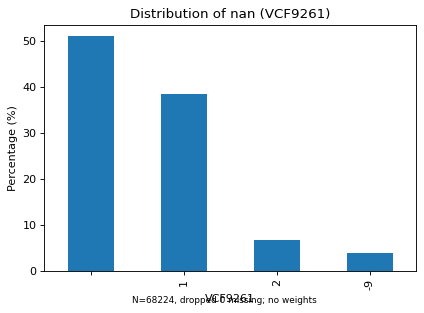 Distribution of nan (VCF9261)
Percentage (%)
50
40
30
20
10
0
1
2
-9
VCF9261
N=68224, dropped 0 missing; no weights